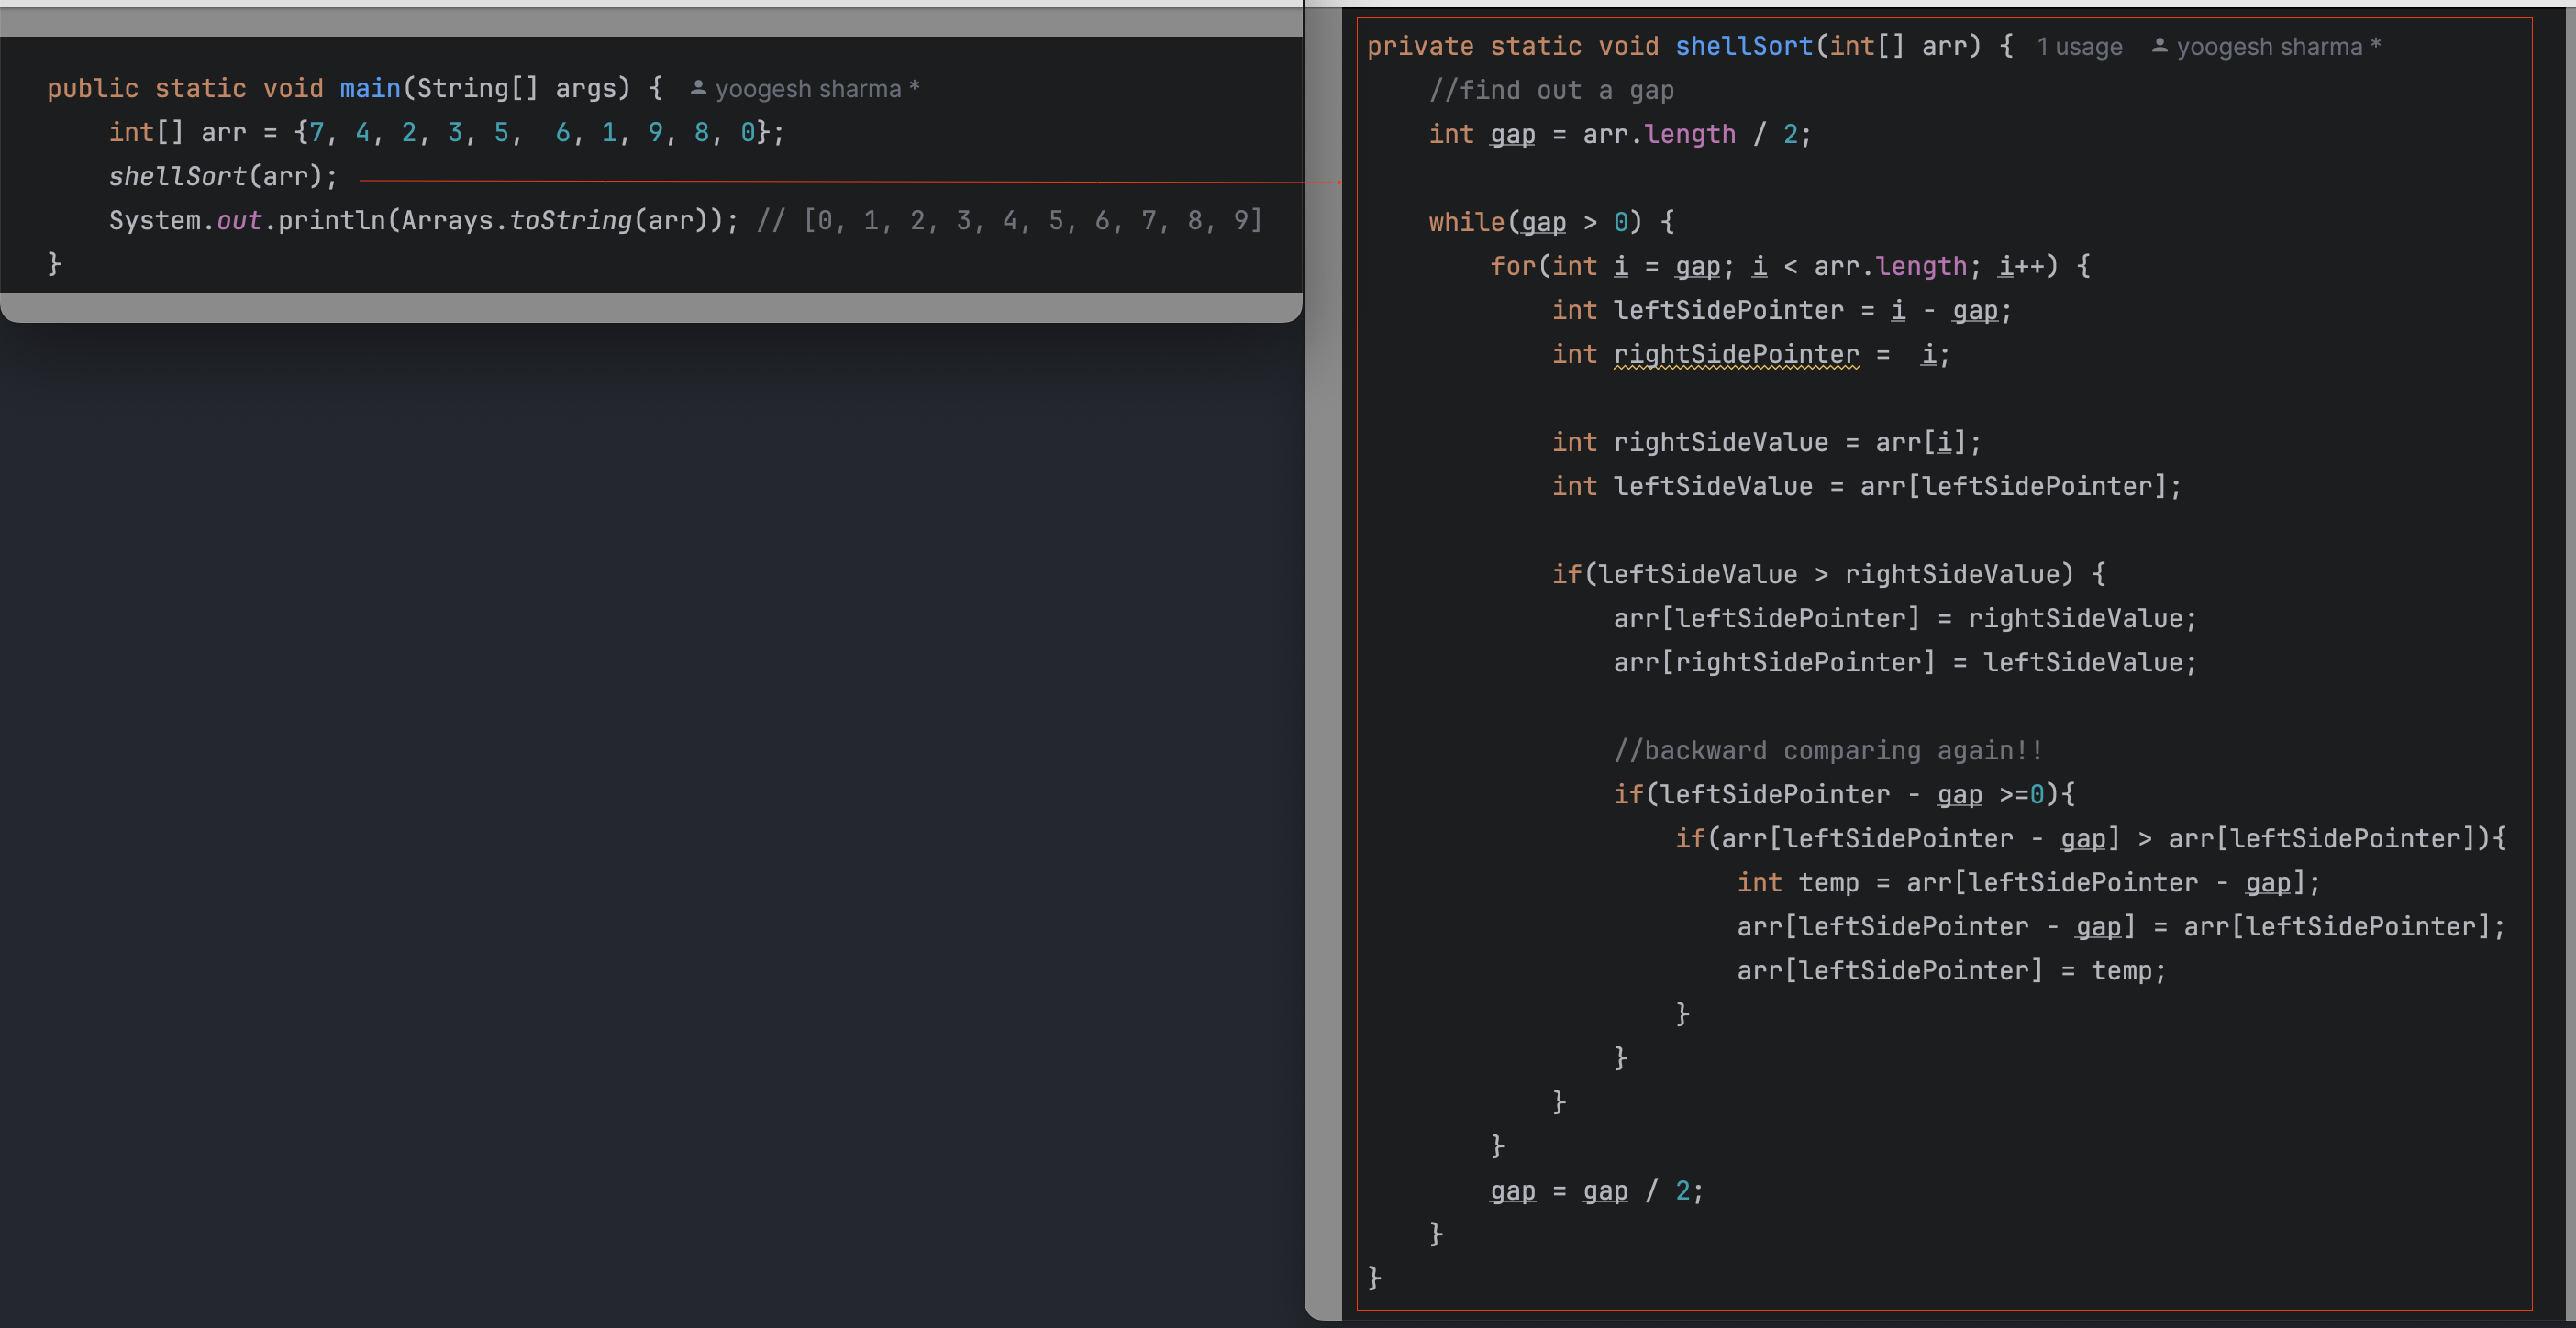 public static void main(String[] args) { yoogesh sharma *
int[] arr = {7, 4, 2, 3, 5,  6, 1, 9, 8, 0};
shellSort(arr);
System.out.println(Arrays.toString(arr)); // [0, 1, 2, 3, 4, 5, 6, 7, 8, 9]
}
private static void shellSort(int[] arr) { 1 usage yoogesh sharma *
//find out a gap
int gap = arr.length / 2;
while(gap > 0) {
for(int i = gap; i < arr.length; i++) {
int leftSidePointer = i - gap;
int rightSidePointer =  i;
int rightSideValue = arr[i];
int leftSideValue = arr[leftSidePointer];
if(leftSideValue > rightSideValue) {
arr[leftSidePointer] = rightSideValue;
arr[rightSidePointer] = leftSideValue;
//backward comparing again!!
if(leftSidePointer - gap >=0){
if(arr[leftSidePointer - gap] > arr[leftSidePointer]){
int temp = arr[leftSidePointer - gap];
arr[leftSidePointer - gap] = arr[leftSidePointer];
arr[leftSidePointer] = temp;
}
}
}
}
gap = gap / 2;
}
}